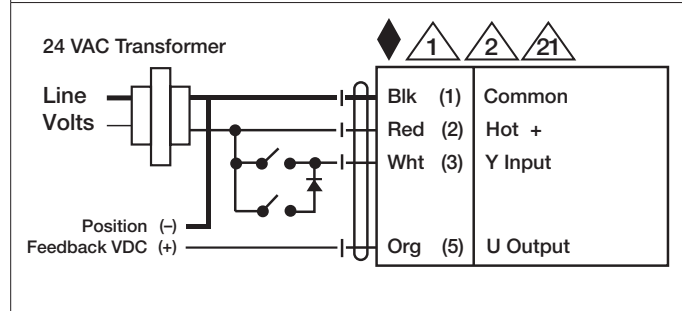 24 VAC Transformer
1 2 21
Line
Volts
Blk (1) Common
Red (2) Hot +
Wht (3) Y Input
Position (–)
Feedback VDC (+)
Org (5) U Output